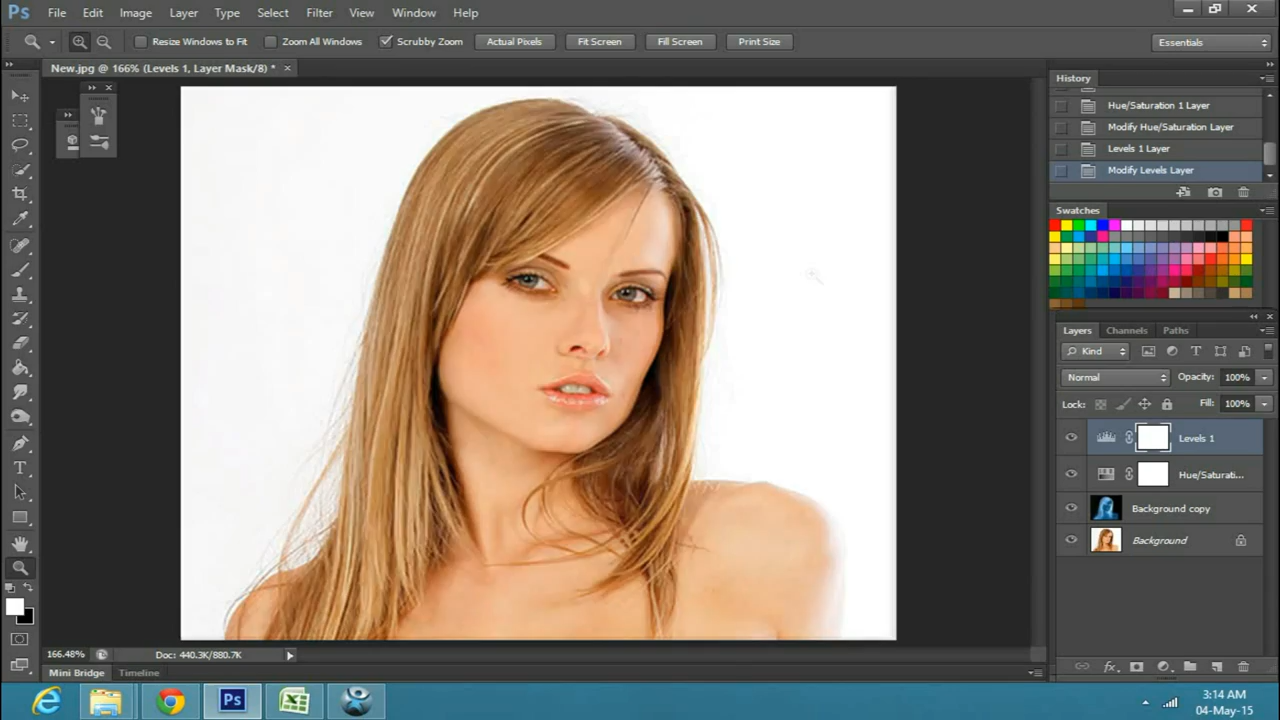 Ps File Edit Image Layer Type Select Filter View Window Help
Resize Windows to Fit Zoom All Windows Scrubby Zoom Actual Pixels Fit Screen Fill Screen Print Size Essentials
New.jpg @ 166% (Levels 1, Layer Mask/8) * ×
History
Hue/Saturation 1 Layer
Modify Hue/Saturation Layer
Levels 1 Layer
Modify Levels Layer
Swatches
Layers Channels Paths
Kind
Normal Opacity: 100%
Lock: Fill: 100%
Levels 1
Hue/Saturati...
Background copy
Background
166.48% Doc: 440.3K/880.7K
Mini Bridge Timeline
Ps
3:14 AM
04-May-15